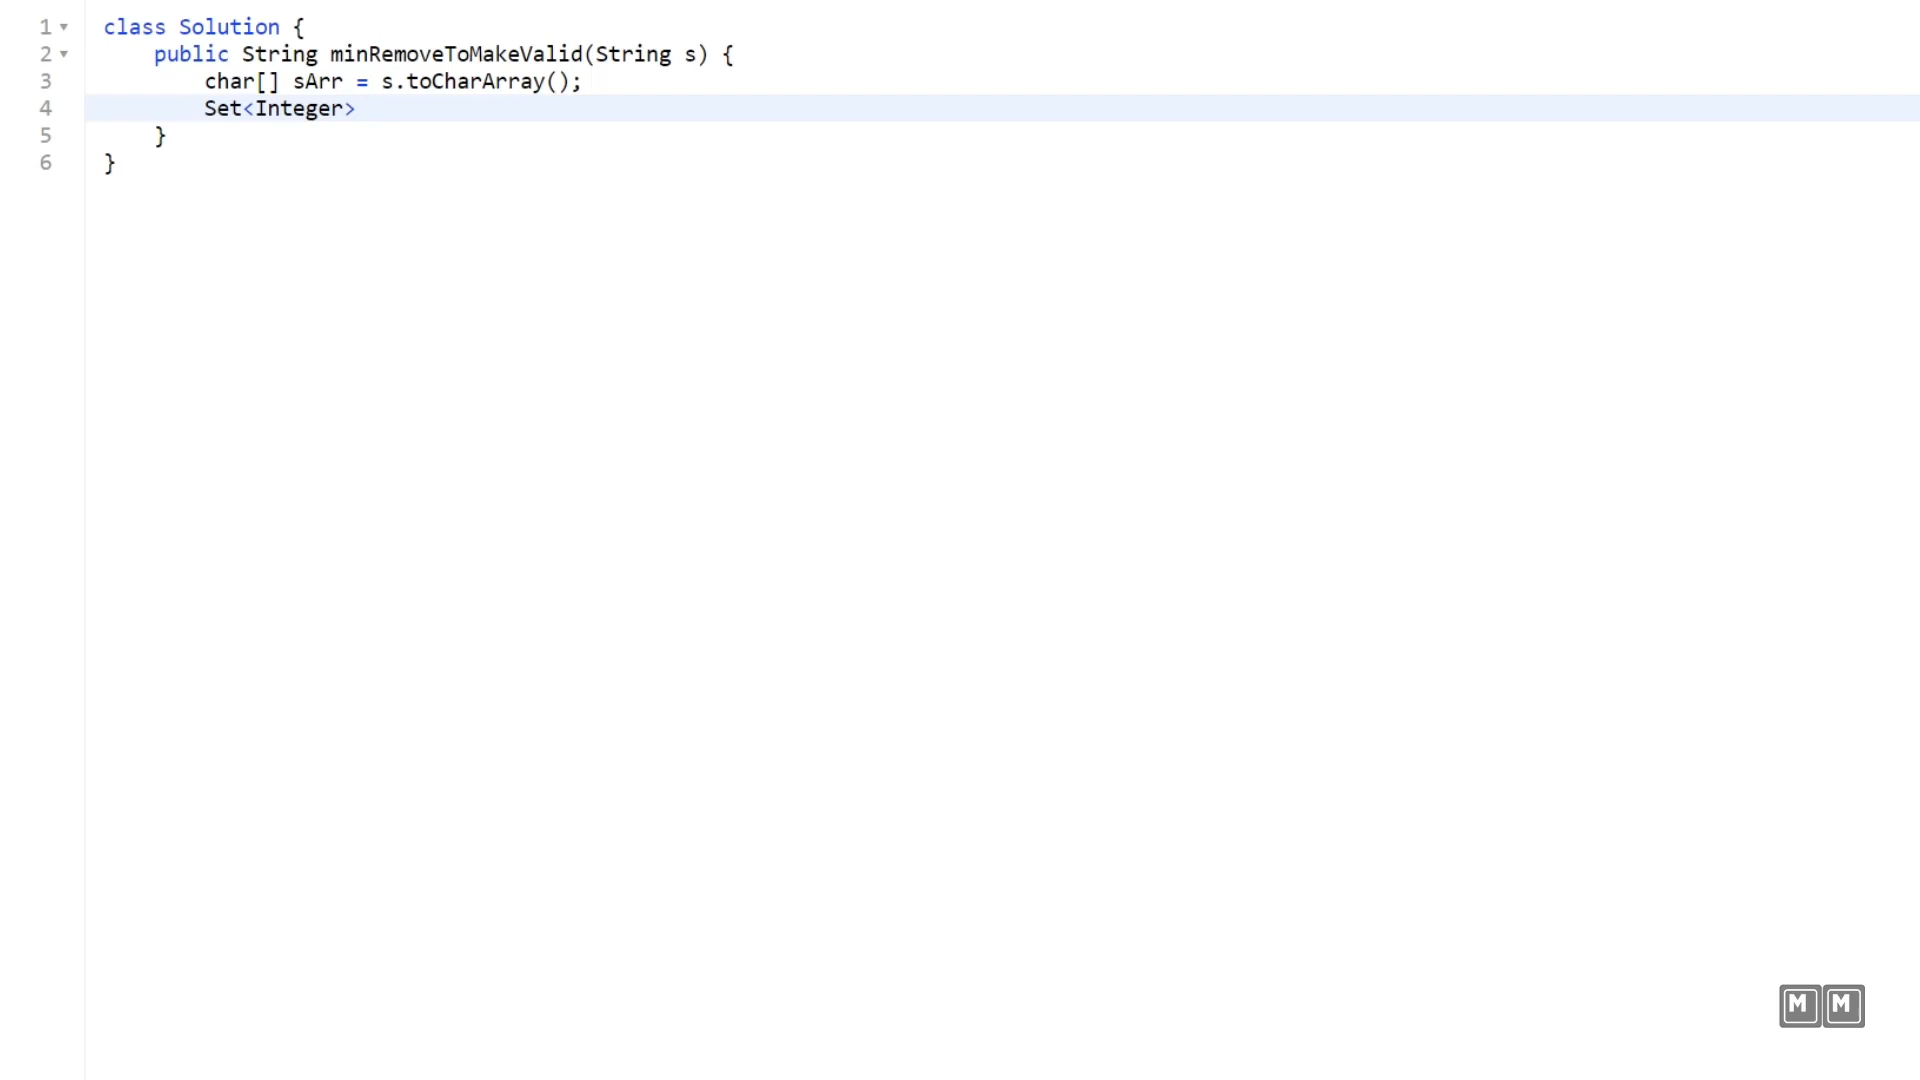 1 class Solution {
2 public String minRemoveToMakeValid(String s) {
3 char[] sArr = s.toCharArray();
4 Set<Integer>
5 }
6 }
M M